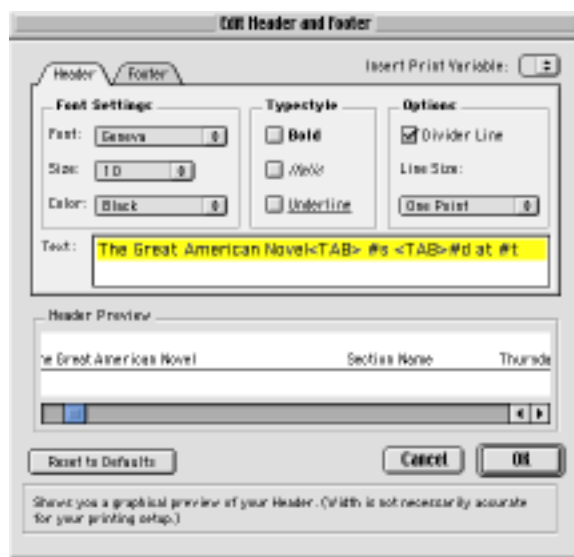 Edit Header and Footer
Header Footer Insert Print Variable:
Font Settings Typestyle Options
Font: Geneva Bold Divider Line
Size: 10 Italic Line Size:
Color: Black Underline One Point
Text: The Great American Novel<TAB> #s <TAB>#d at #t
Header Preview
he Great American Novel Section Name Thursda
Reset to Defaults Cancel OK
Shows you a graphical preview of your Header. (Width is not necessarily accurate
for your printing setup.)